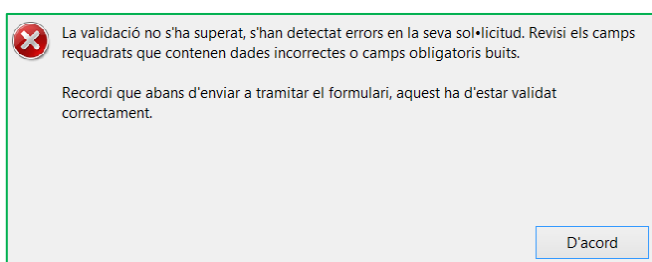 La validació no s'ha superat, s'han detectat errors en la seva sol•licitud. Revisi els camps
requadrats que contenen dades incorrectes o camps obligatoris buits.
Recordi que abans d'enviar a tramitar el formulari, aquest ha d'estar validat
correctament.
D'acord